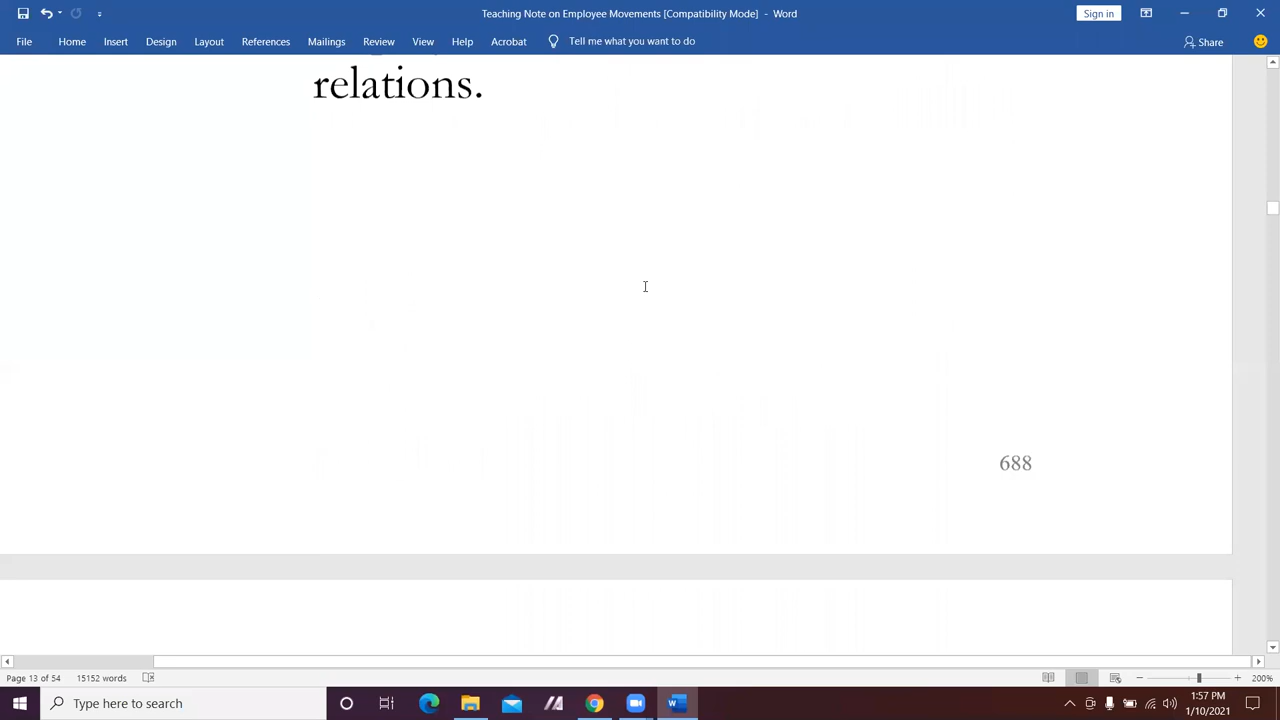 Teaching Note on Employee Movements [Compatibility Mode] - Word
Sign in
File Home Insert Design Layout References Mailings Review View Help Acrobat Tell me what you want to do Share
relations.
688
Page 13 of 54 15152 words 200%
Type here to search
1:57 PM
1/10/2021